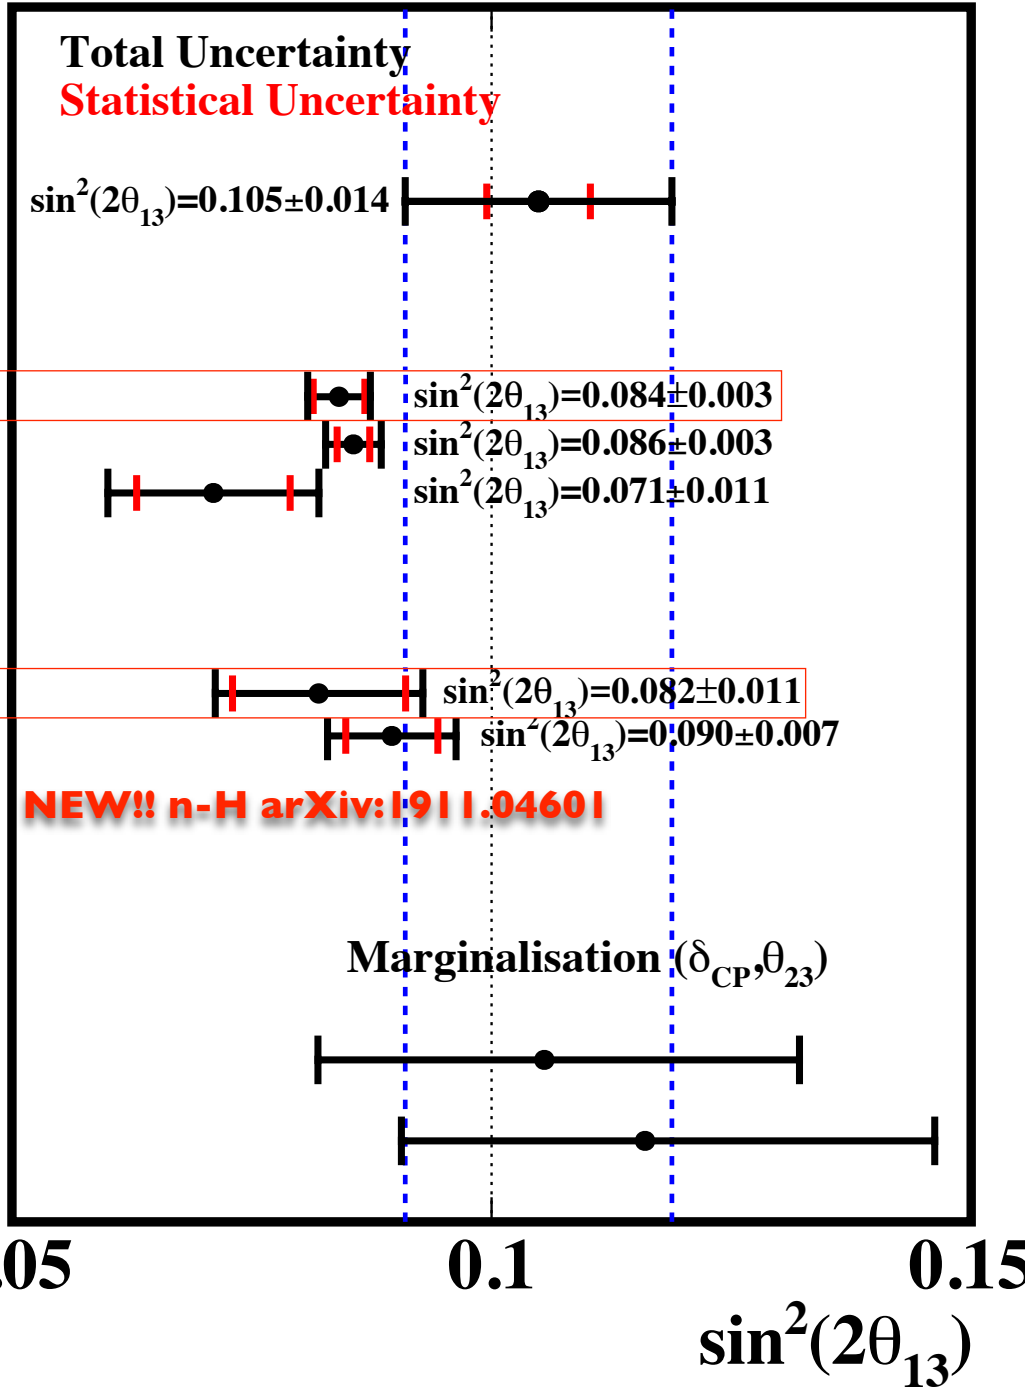 Total Uncertainty
Statistical Uncertainty
sin²(2θ₁₃)=0.105±0.014
sin²(2θ₁₃)=0.084±0.003
sin²(2θ₁₃)=0.086±0.003
sin²(2θ₁₃)=0.071±0.011
sin²(2θ₁₃)=0.082±0.011
sin²(2θ₁₃)=0.090±0.007
NEW!! n-H arXiv:1911.04601
Marginalisation (δ_CP,θ₂₃)
.05 0.1 0.15
sin²(2θ₁₃)